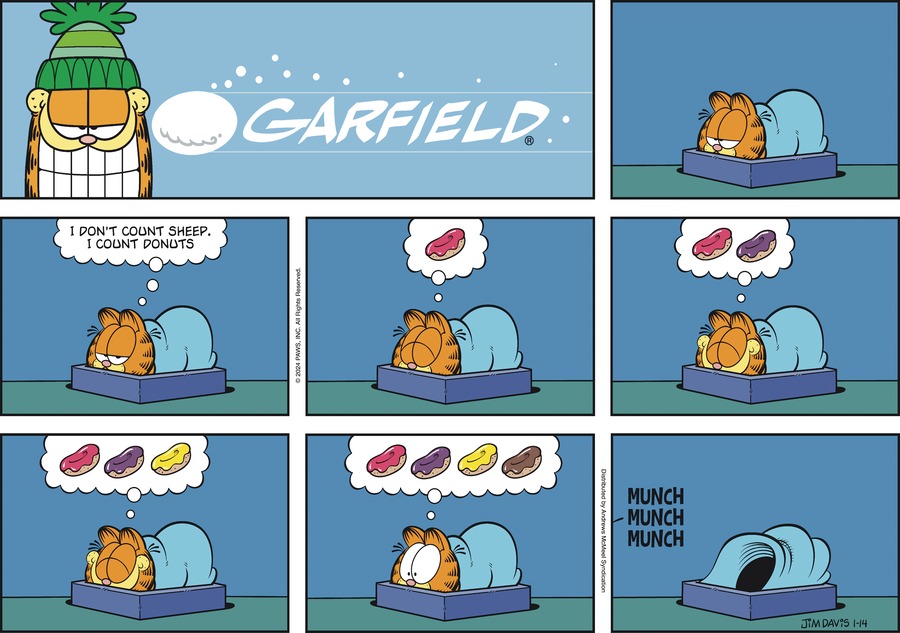 GARFIELD®
I DON'T COUNT SHEEP.
I COUNT DONUTS
© 2024 PAWS, INC. All Rights Reserved.
Distributed by Andrews McMeel Syndication
MUNCH
MUNCH
MUNCH
JIM DAVIS 1-14